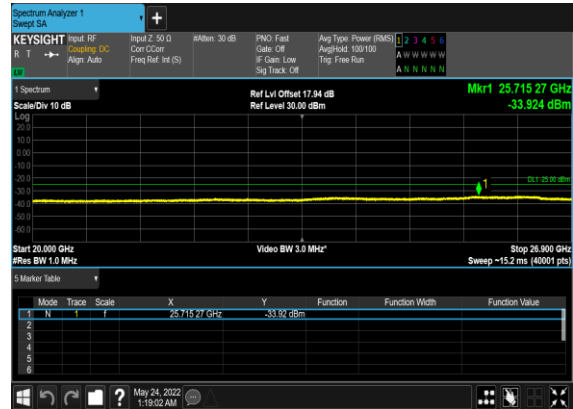 Spectrum Analyzer 1
Swept SA
+
KEYSIGHT Input: RF Input Z: 50 Ω #Atten: 30 dB PNO: Fast Avg Type: Power (RMS) 1 2 3 4 5 6
R T Coupling: DC Corr CCorr Gate: Off Avg|Hold: 100/100 A W W W W W
Align: Auto Freq Ref: Int (S) IF Gain: Low Trig: Free Run
Sig Track: Off A N N N N N
1 Spectrum Ref Lvl Offset 17.94 dB Mkr1 25.715 27 GHz
Scale/Div 10 dB Ref Level 30.00 dBm -33.924 dBm
Log
20.0
10.0
0.00
-10.0
-20.0
DL1 -25.00 dBm
1
-30.0
-40.0
-50.0
-60.0
Start 20.000 GHz Video BW 3.0 MHz* Stop 26.900 GHz
#Res BW 1.0 MHz Sweep ~15.2 ms (40001 pts)
5 Marker Table
Mode Trace Scale X Y Function Function Width Function Value
1 N 1 f 25.715 27 GHz -33.92 dBm
2
3
4
5
6
? May 24, 2022
1:19:02 AM